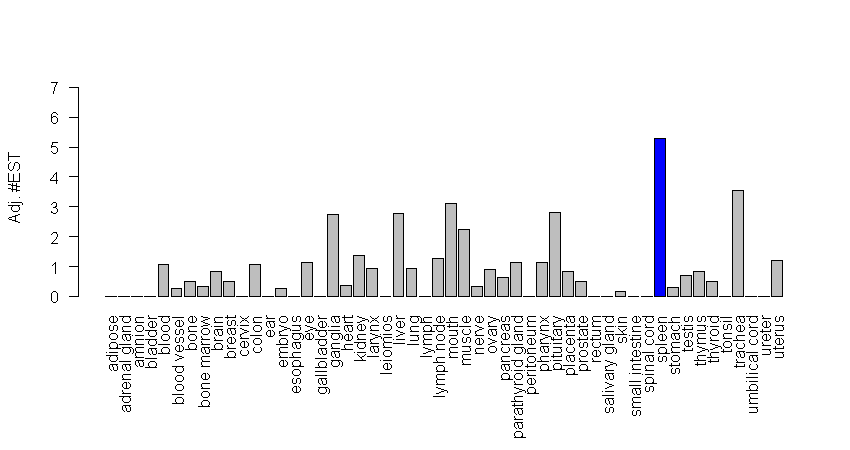 Adj. #EST
7
6
5
4
3
2
1
0
adipose
adrenal gland
amnion
bladder
blood
blood vessel
bone
bone marrow
brain
breast
cervix
colon
ear
embryo
esophagus
eye
gallbladder
ganglia
heart
kidney
larynx
leiomios
liver
lung
lymph
lymph node
mouth
muscle
nerve
ovary
pancreas
parathyroid gland
peritoneum
pharynx
pituitary
placenta
prostate
rectum
salivary gland
skin
small intestine
spinal cord
spleen
stomach
testis
thymus
thyroid
tonsil
trachea
umbilical cord
ureter
uterus